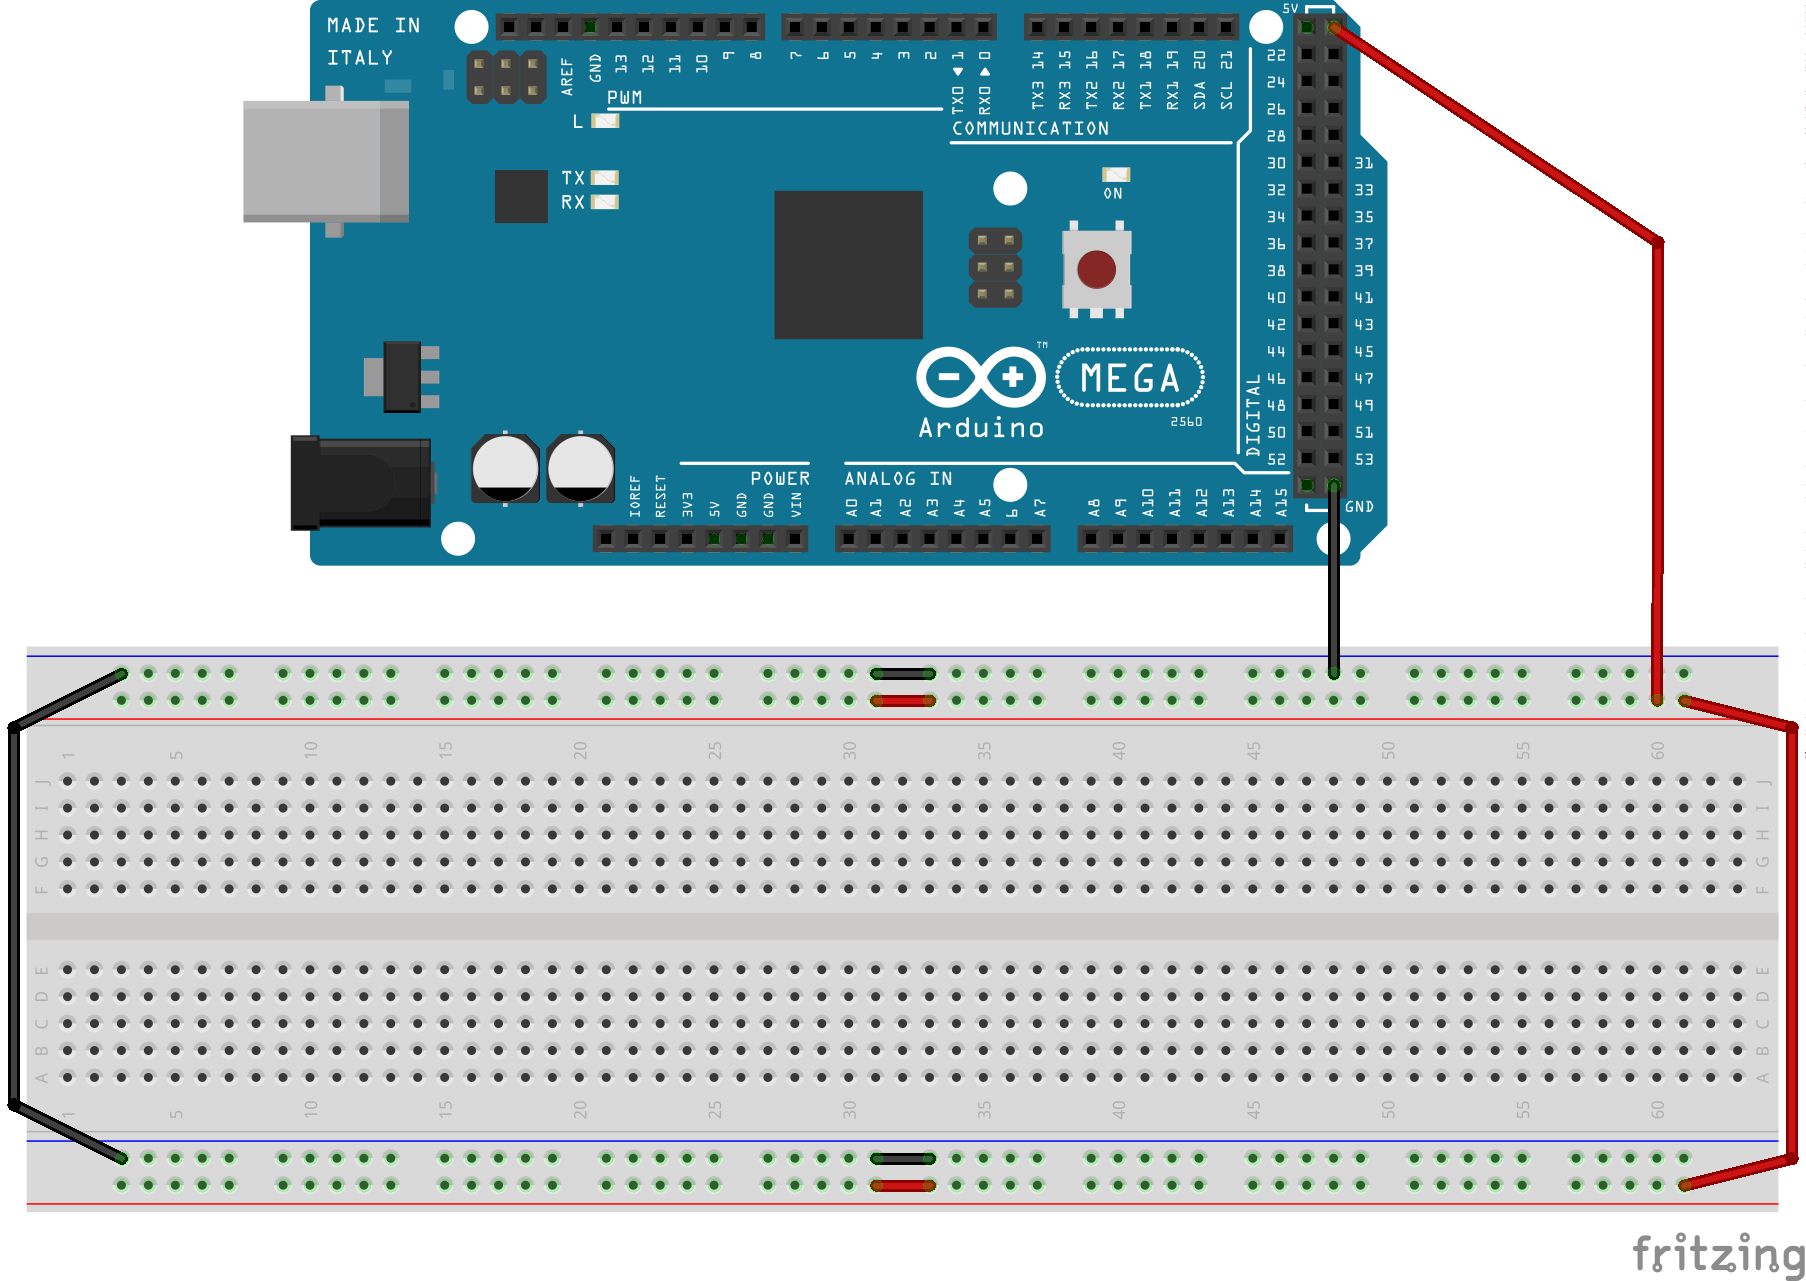 MADE IN
ITALY
AREF
GND
13
12
11
10
9
8
7
6
5
4
3
2
TX0 ▶ 1
RX0 ◀ 0
TX3 14
RX3 15
TX2 16
RX2 17
TX1 18
RX1 19
SDA 20
SCL 21
5V
PWM
COMMUNICATION
L
TX
RX
ON
22
24
26
28
30 31
32 33
34 35
36 37
38 39
40 41
42 43
44 45
46 47
48 49
50 51
52 53
GND
DIGITAL
TM
MEGA
2560
Arduino
POWER
ANALOG IN
IOREF
RESET
3V3
5V
GND
GND
VIN
A0
A1
A2
A3
A4
A5
6
A7
A8
A9
A10
A11
A12
A13
A14
A15
1 5 10 15 20 25 30 35 40 45 50 55 60
J J
I I
H H
G G
F F
E E
D D
C C
B B
A A
1 5 10 15 20 25 30 35 40 45 50 55 60
fritzing